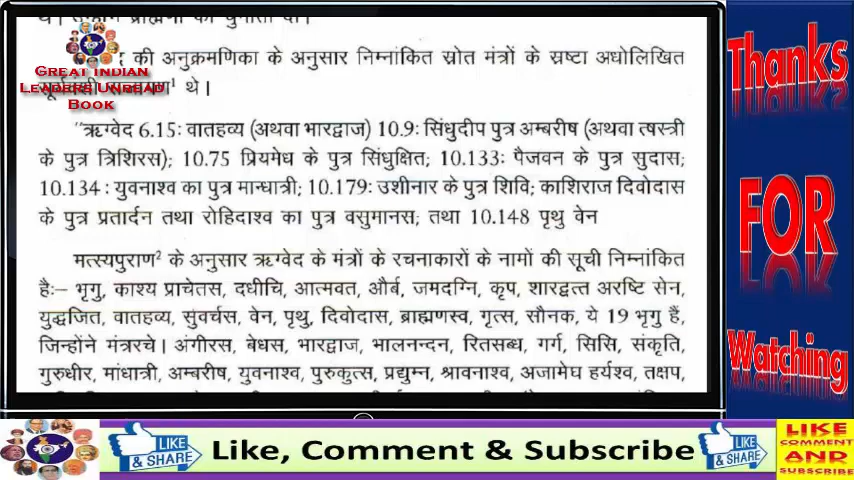 थे। उन्होंने ब्राह्मणों को चुनौती दी।
द की अनुक्रमणिका के अनुसार निम्नांकित स्रोत मंत्रों के स्रष्टा अधोलिखित
थे।
Great Indian
Leaders Unread
Book
"ऋग्वेद 6.15: वातहव्य (अथवा भारद्वाज) 10.9: सिंधुदीप पुत्र अम्बरीष (अथवा त्षस्त्री
के पुत्र त्रिशिरस); 10.75 प्रियमेध के पुत्र सिंधुक्षित; 10.133: पैजवन के पुत्र सुदास;
10.134 : युवनाश्व का पुत्र मान्धात्री; 10.179: उशीनार के पुत्र शिवि; काशिराज दिवोदास
के पुत्र प्रतार्दन तथा रोहिदाश्व का पुत्र वसुमानस; तथा 10.148 पृथु वेन
मत्स्यपुराण² के अनुसार ऋग्वेद के मंत्रों के रचनाकारों के नामों की सूची निम्नांकित
है:– भृगु, काश्य प्राचेतस, दधीचि, आत्मवत, और्ब, जमदग्नि, कृप, शारद्वत्त अरष्टि सेन,
युद्धजित, वातहव्य, सुंवर्चस, वेन, पृथु, दिवोदास, ब्राह्मणस्व, गृत्स, सौनक, ये 19 भृगु हैं,
जिन्होंने मंत्ररचे। अंगीरस, बेधस, भारद्वाज, भालनन्दन, रितसब्ध, गर्ग, सिसि, संकृति,
गुरुधीर, मांधात्री, अम्बरीष, युवनाश्व, पुरुकुत्स, प्रद्युम्न, श्रावनाश्व, अजामेघ हर्यश्व, तक्षप,
Thanks
FOR
Watching
LIKE
& SHARE
Like, Comment & Subscribe
LIKE
& SHARE
LIKE
COMMENT
AND
SUBSCRIBE